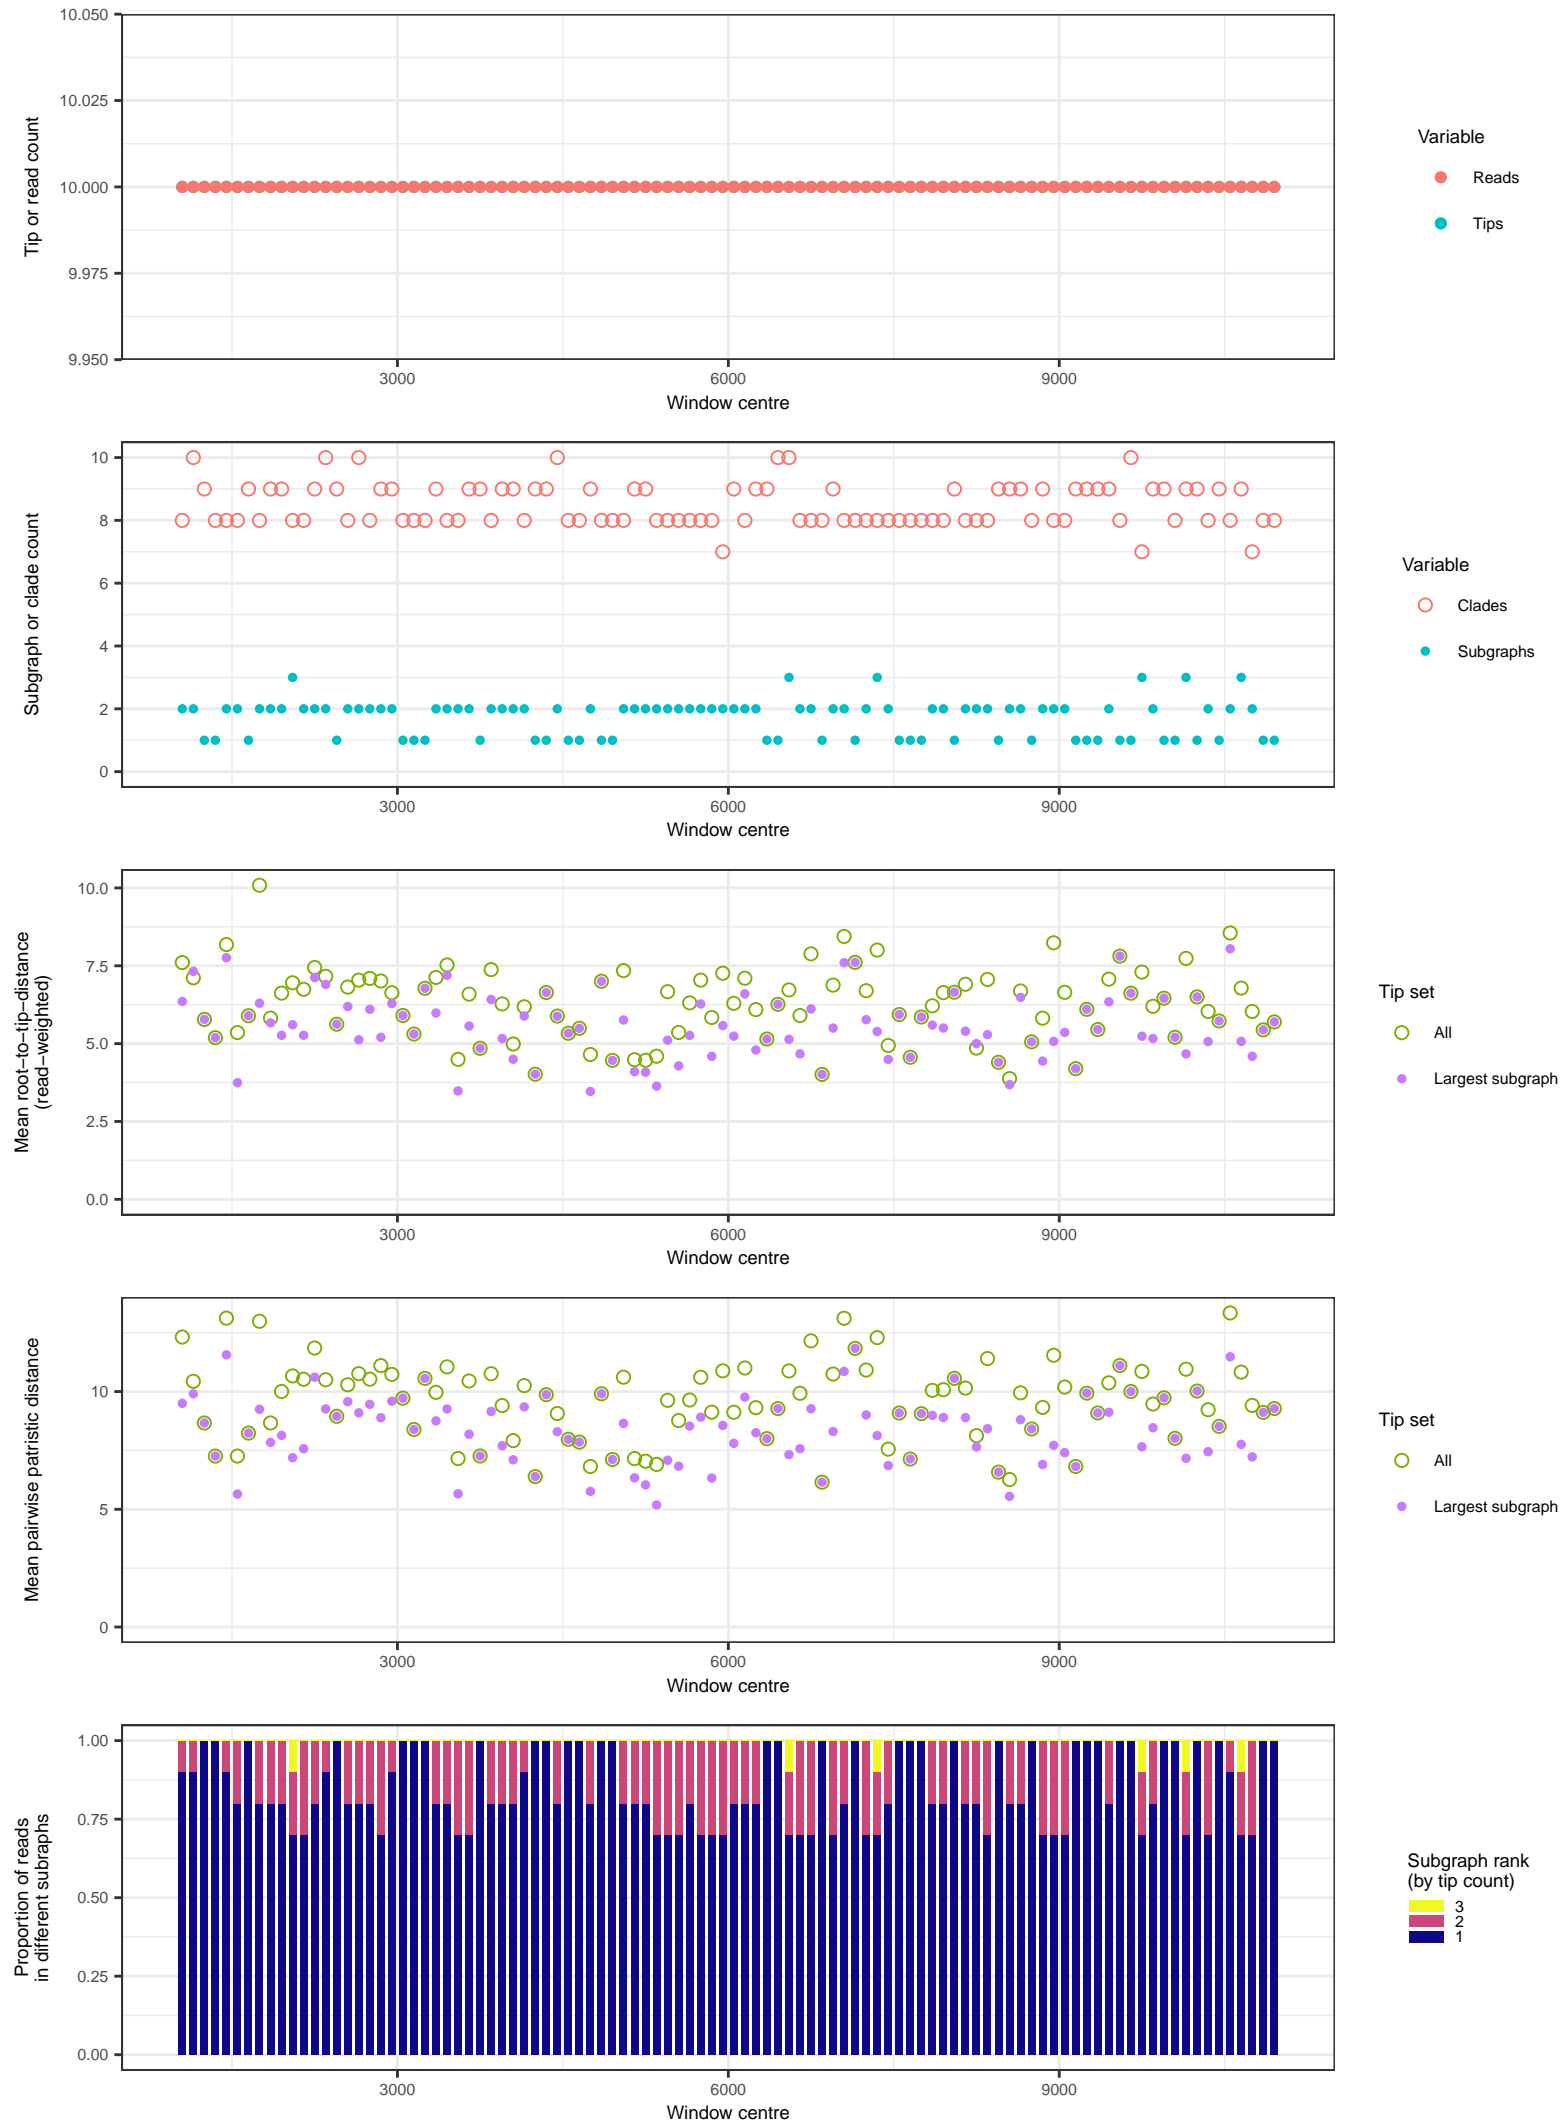 10.050
10.025
10.000
9.975
9.950
Tip or read count
3000
6000
9000
Window centre
Variable
Reads
Tips
10
8
6
4
2
0
Subgraph or clade count
3000
6000
9000
Window centre
Variable
Clades
Subgraphs
10.0
7.5
5.0
2.5
0.0
Mean root−to−tip−distance
(read−weighted)
3000
6000
9000
Window centre
Tip set
All
Largest subgraph
10
5
0
Mean pairwise patristic distance
3000
6000
9000
Window centre
Tip set
All
Largest subgraph
1.00
0.75
0.50
0.25
0.00
Proportion of reads
in different subraphs
3000
6000
9000
Window centre
Subgraph rank
(by tip count)
3
2
1